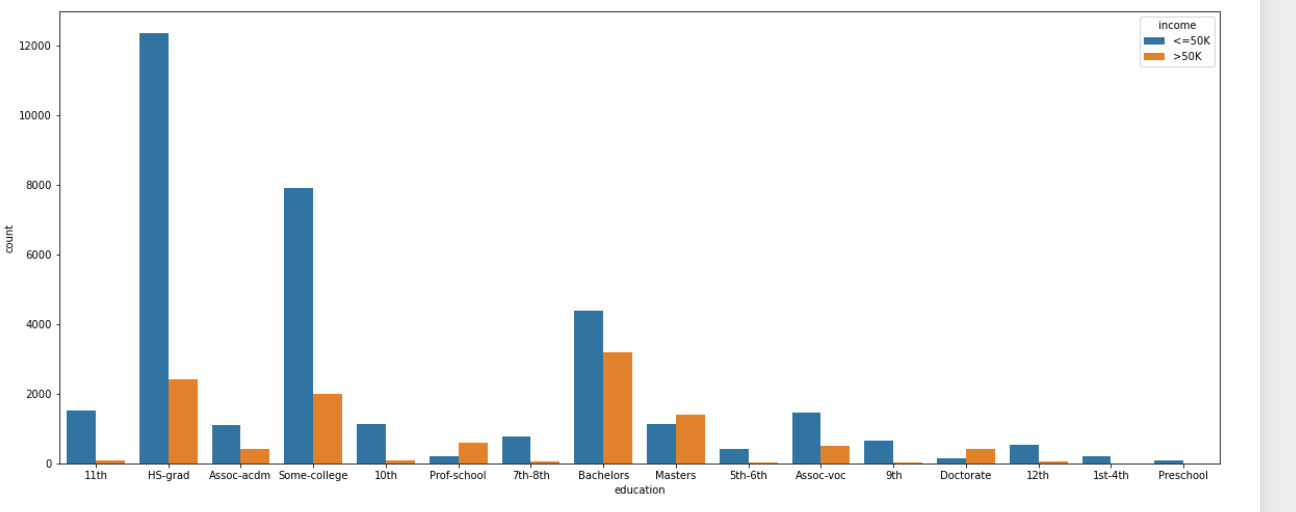 income
<=50K
>50K
12000
10000
8000
6000
4000
2000
0
count
11th HS-grad Assoc-acdm Some-college 10th Prof-school 7th-8th Bachelors Masters 5th-6th Assoc-voc 9th Doctorate 12th 1st-4th Preschool
education